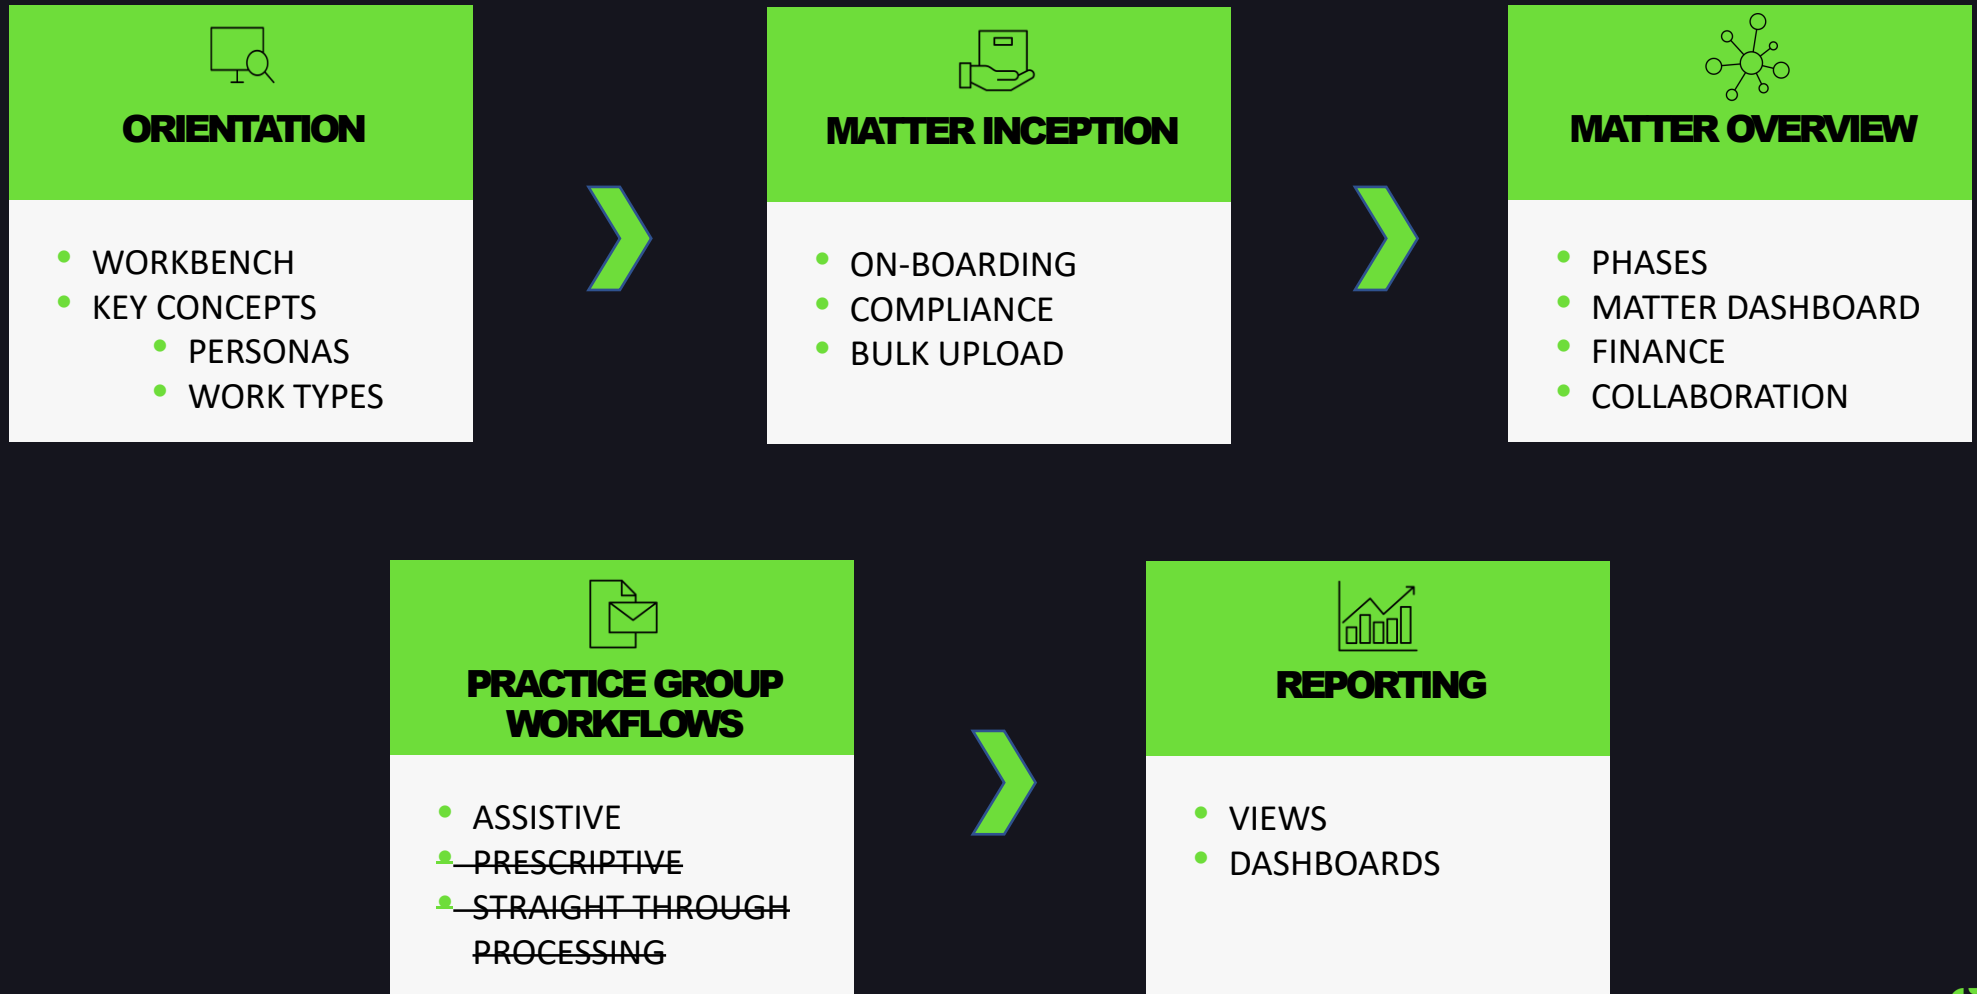 ORIENTATION
• WORKBENCH
• KEY CONCEPTS
• PERSONAS
• WORK TYPES
MATTER INCEPTION
• ON-BOARDING
• COMPLIANCE
• BULK UPLOAD
MATTER OVERVIEW
• PHASES
• MATTER DASHBOARD
• FINANCE
• COLLABORATION
PRACTICE GROUP
WORKFLOWS
• ASSISTIVE
• PRESCRIPTIVE
• STRAIGHT THROUGH
PROCESSING
REPORTING
• VIEWS
• DASHBOARDS